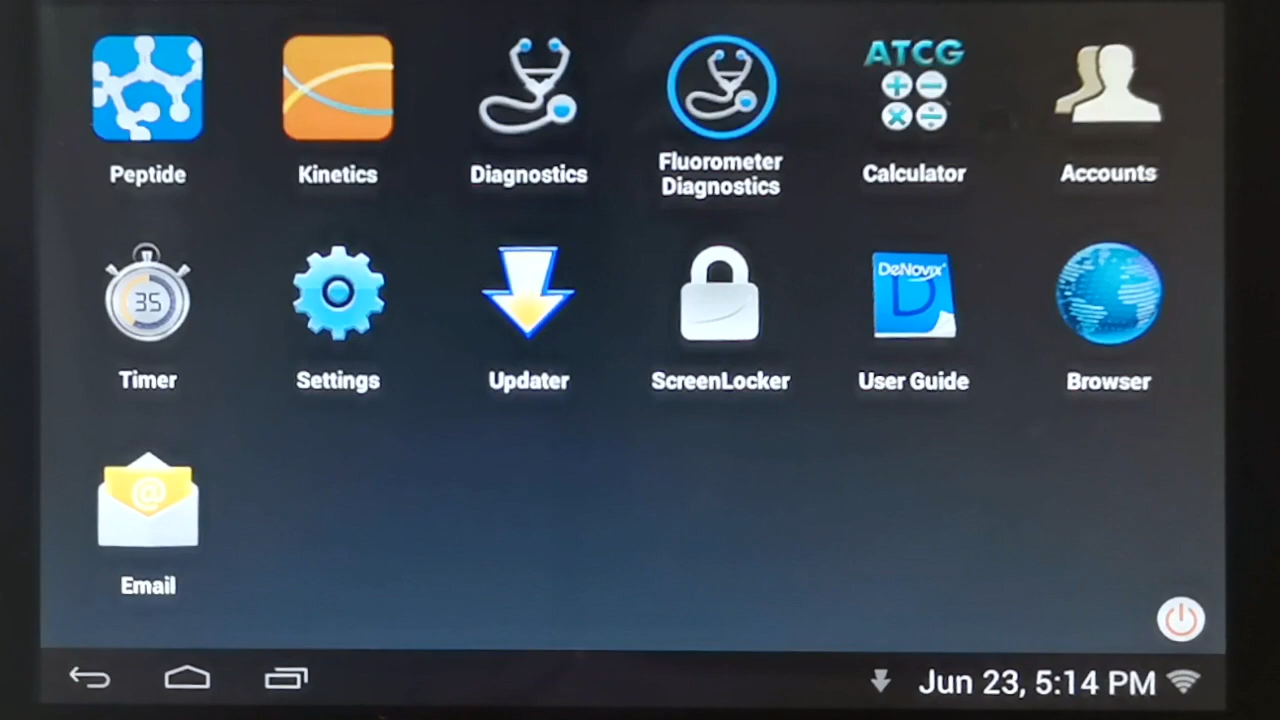 ATCG
Peptide
Kinetics
Diagnostics
Fluorometer
Diagnostics
Calculator
Accounts
35
DeNovix
D
Timer
Settings
Updater
ScreenLocker
User Guide
Browser
@
Email
Jun 23, 5:14 PM